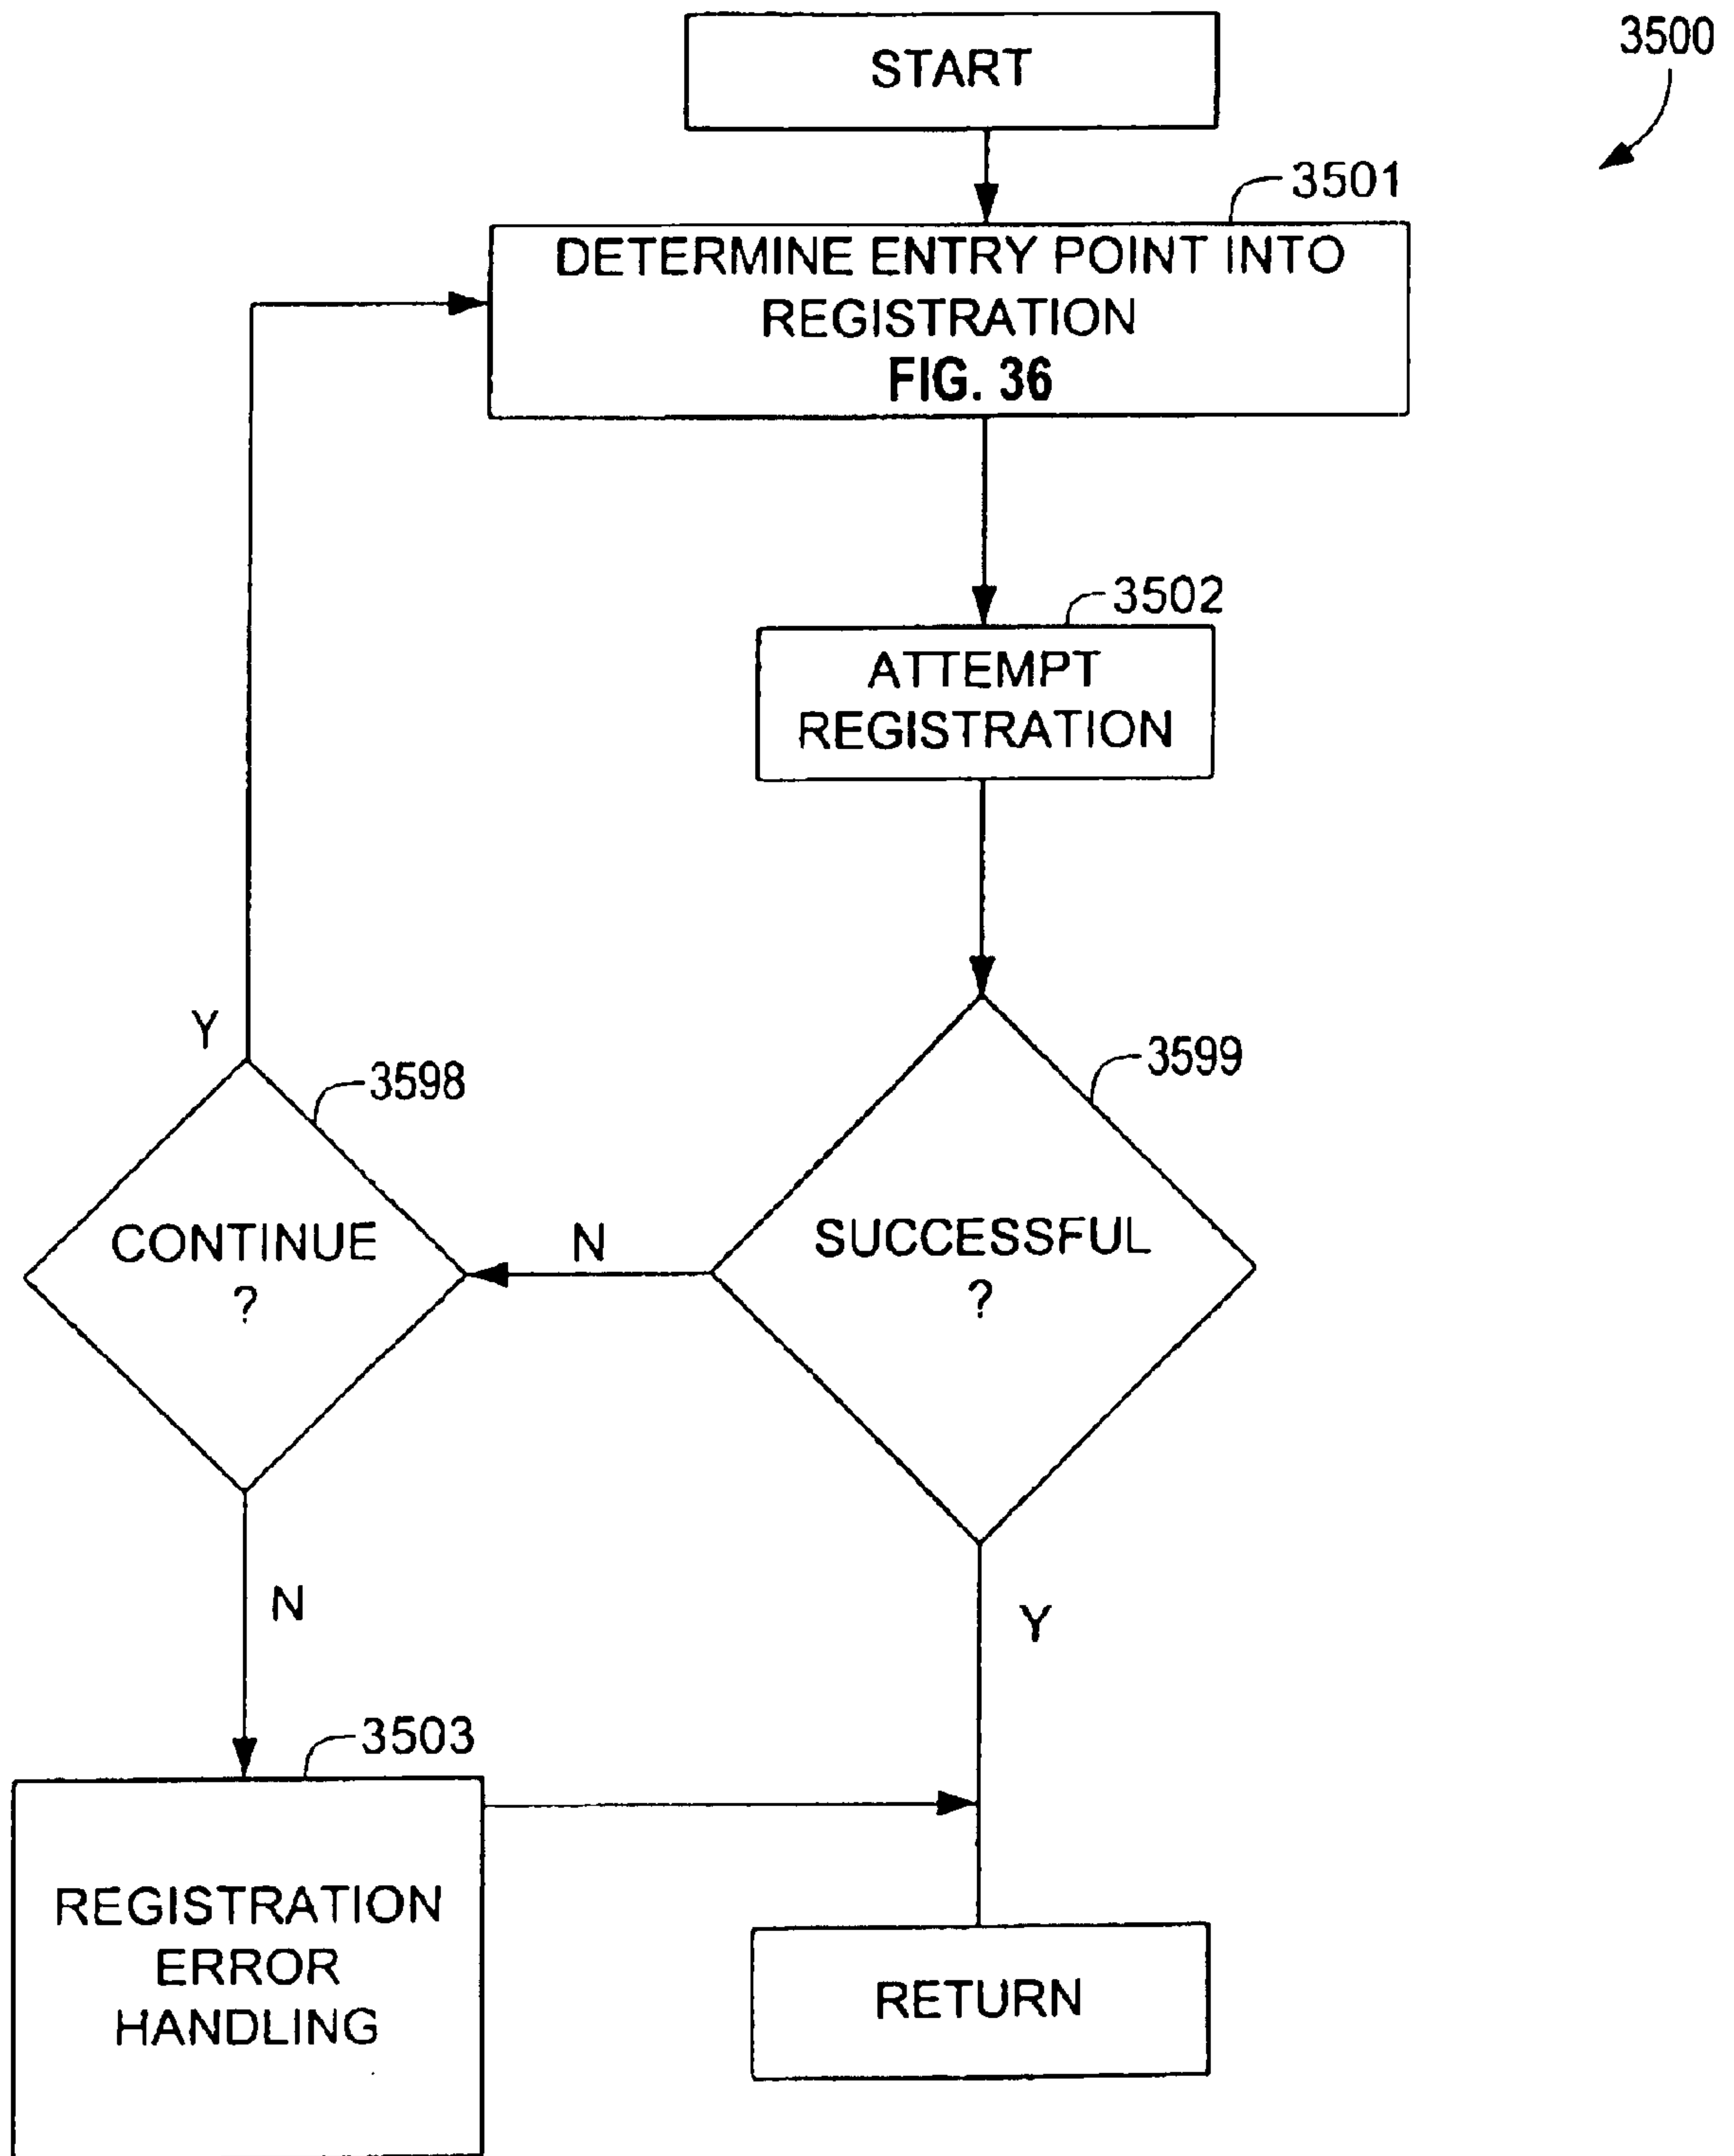 START
3500
3501
DETERMINE ENTRY POINT INTO
REGISTRATION
FIG. 36
3502
ATTEMPT
REGISTRATION
Y
3598
3599
CONTINUE
?
N
SUCCESSFUL
?
N
Y
3503
REGISTRATION
ERROR
HANDLING
RETURN